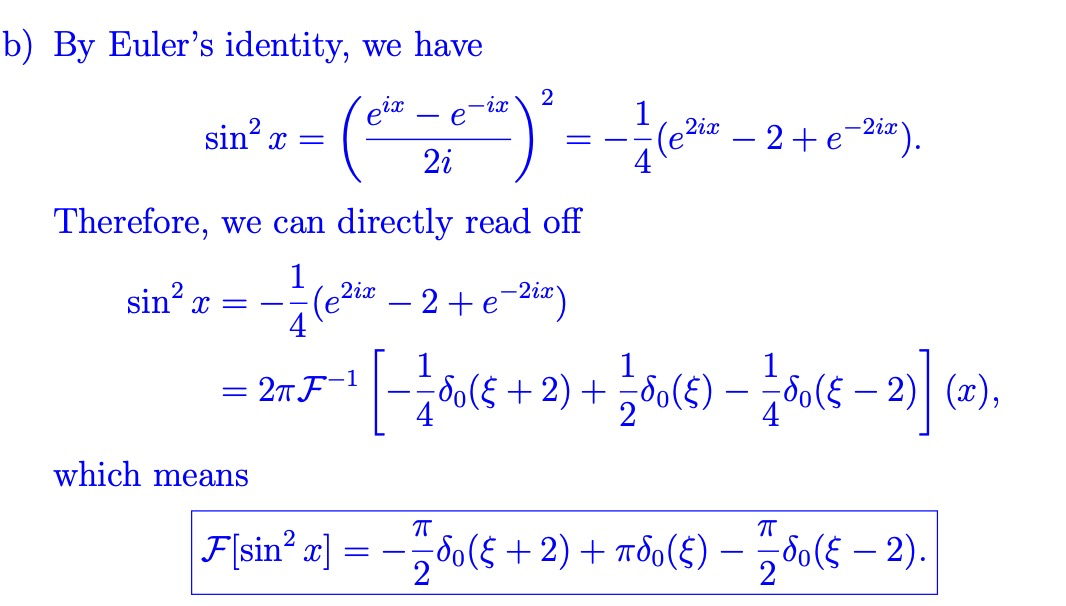 b) By Euler's identity, we have
$\sin^2 x = \left( \frac{e^{ix} - e^{-ix}}{2i} \right)^2 = -\frac{1}{4}(e^{2ix} - 2 + e^{-2ix}).$
Therefore, we can directly read off
$\sin^2 x = -\frac{1}{4}(e^{2ix} - 2 + e^{-2ix})$
$= 2\pi \mathcal{F}^{-1} \left[ -\frac{1}{4}\delta_0(\xi + 2) + \frac{1}{2}\delta_0(\xi) - \frac{1}{4}\delta_0(\xi - 2) \right] (x),$
which means
$\mathcal{F}[\sin^2 x] = -\frac{\pi}{2}\delta_0(\xi + 2) + \pi\delta_0(\xi) - \frac{\pi}{2}\delta_0(\xi - 2).$